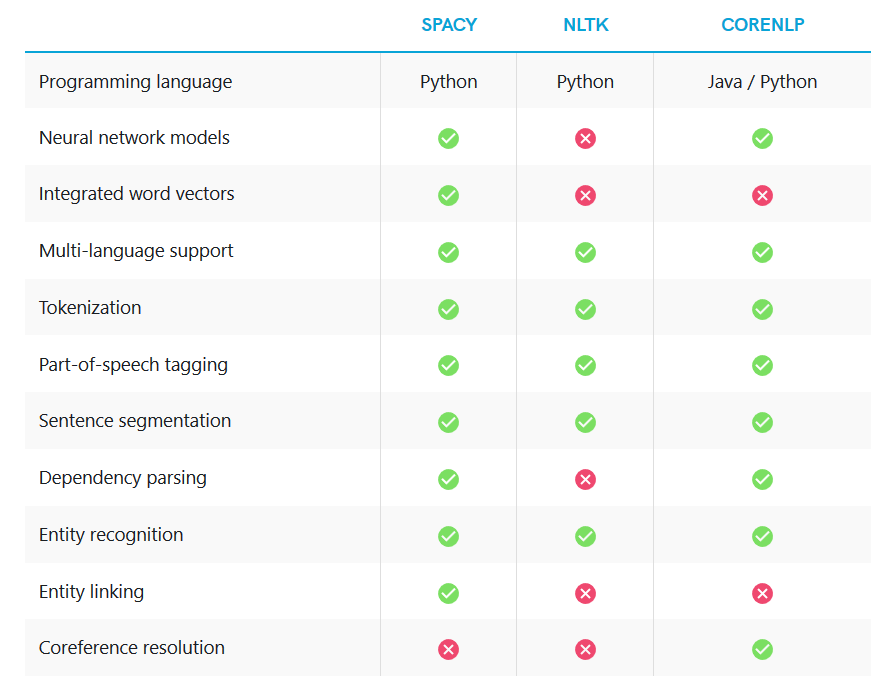 SPACY NLTK CORENLP
Programming language Python Python Java / Python
Neural network models
Integrated word vectors
Multi-language support
Tokenization
Part-of-speech tagging
Sentence segmentation
Dependency parsing
Entity recognition
Entity linking
Coreference resolution